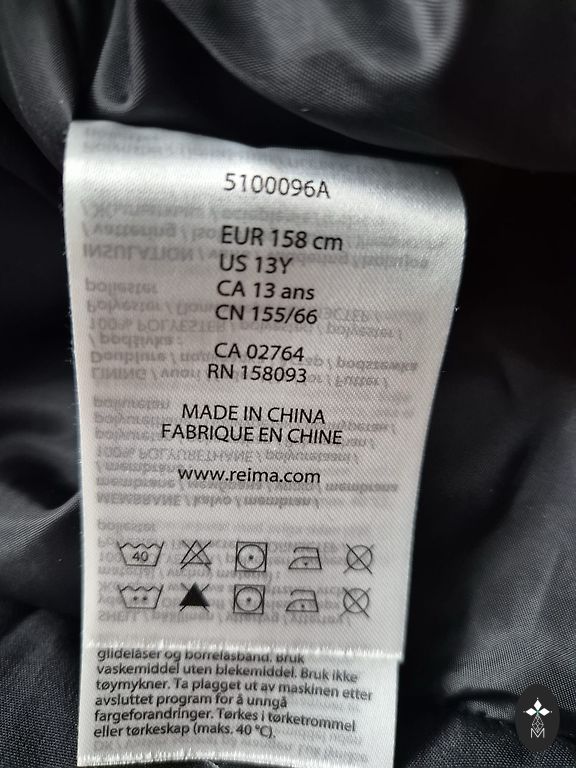 5100096A
EUR 158 cm
US 13Y
CA 13 ans
CN 155/66
CA 02764
RN 158093
MADE IN CHINA
FABRIQUE EN CHINE
www.reima.com
40
glidelåser og borrelåsbånd. Bruk
vaskemiddel uten blekemiddel. Bruk ikke
tøymykner. Ta plagget ut av maskinen etter
avsluttet program for å unngå
fargeforandringer. Tørkes i tørketrommel
eller tørkeskap (maks. 40 °C).